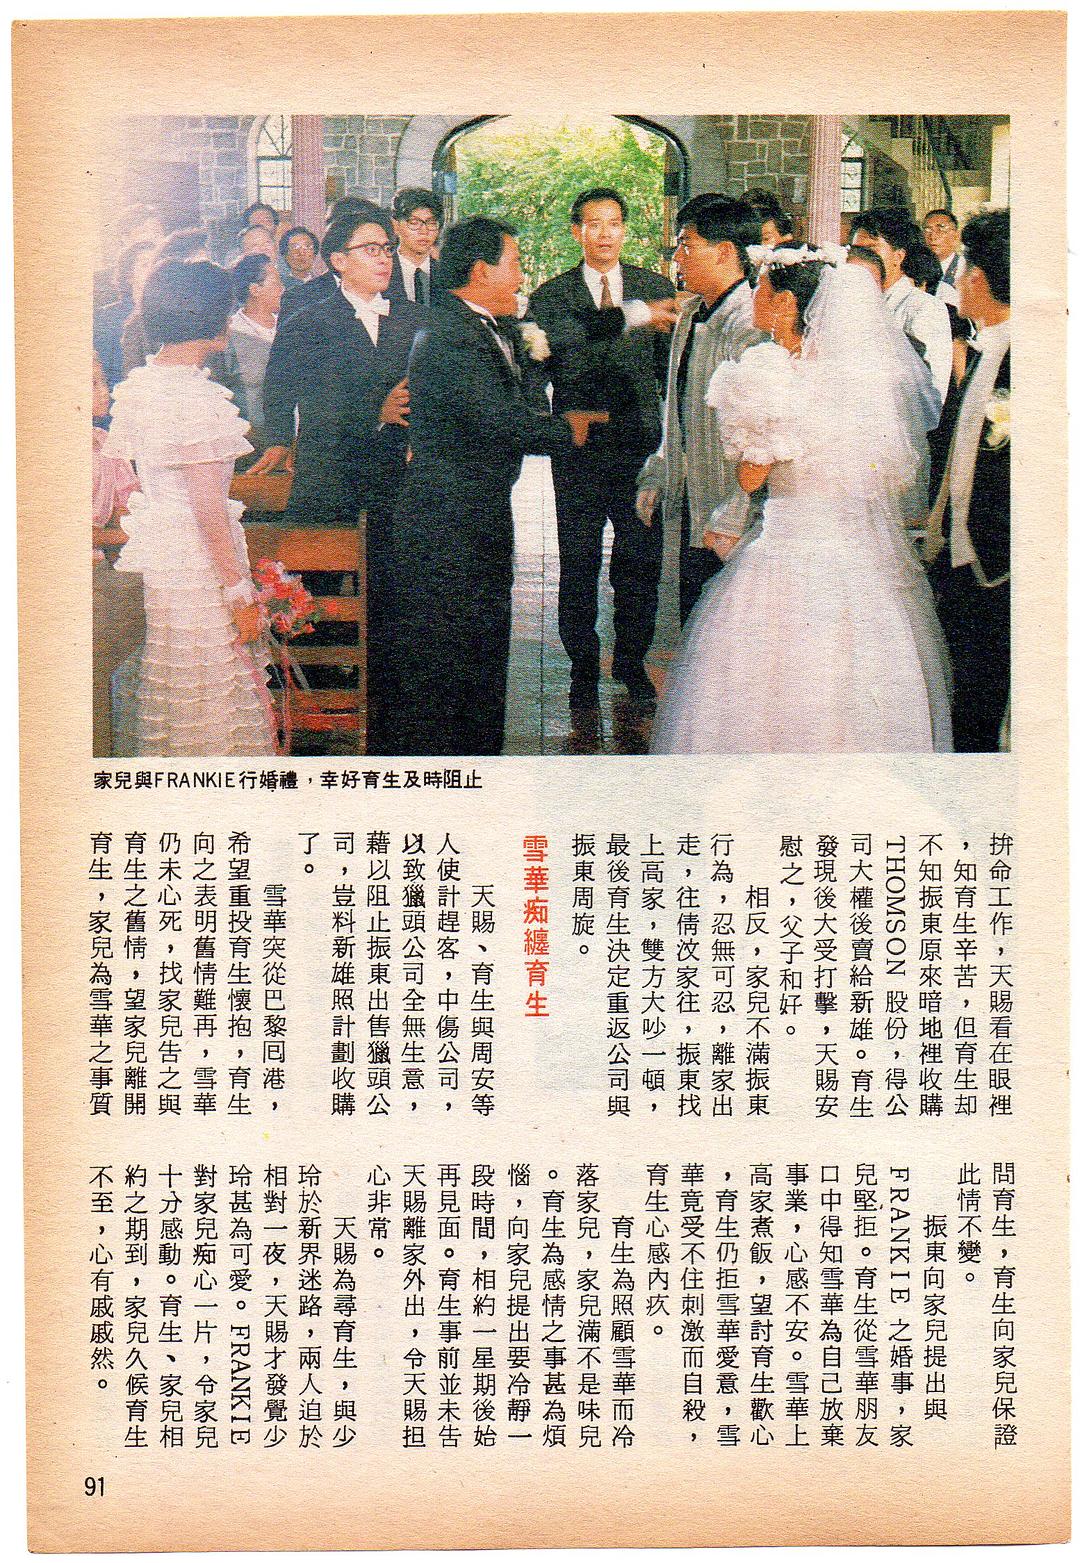 家兒與FRANKIE行婚禮，幸好育生及時阻止
拚命工作，天賜看在眼裡
，知育生辛苦，但育生却
不知振東原來暗地裡收購
THOMSON 股份，得公
司大權後賣給新雄。育生
發現後大受打擊，天賜安
慰之，父子和好。
相反，家兒不滿振東
行為，忍無可忍，離家出
走，往倩汶家往，振東找
上高家，雙方大吵一頓，
最後育生決定重返公司與
振東周旋。
雪華痴纏育生
天賜、育生與周安等
人使計趕客，中傷公司，
以致獵頭公司全無生意，
藉以阻止振東出售獵頭公
司，豈料新雄照計劃收購
了。
雪華突從巴黎囘港，
希望重投育生懷抱，育生
向之表明舊情難再，雪華
仍未心死，找家兒告之與
育生之舊情，望家兒離開
育生，家兒為雪華之事質
問育生，育生向家兒保證
此情不變。
振東向家兒提出與
FRANKIE 之婚事，家
兒堅拒。育生從雪華朋友
口中得知雪華為自己放棄
事業，心感不安。雪華上
高家煮飯，望討育生歡心
，育生仍拒雪華愛意，雪
華竟受不住刺激而自殺，
育生心感內疚。
育生為照顧雪華而冷
落家兒，家兒滿不是味兒
。育生為感情之事甚為煩
惱，向家兒提出要冷靜一
段時間，相約一星期後始
再見面。育生事前並未告
天賜離家外出，令天賜担
心非常。
天賜為尋育生，與少
玲於新界迷路，兩人迫於
相對一夜，天賜才發覺少
玲甚為可愛。FRANKIE
對家兒痴心一片，令家兒
十分感動。育生、家兒相
約之期到，家兒久候育生
不至，心有戚戚然。
91